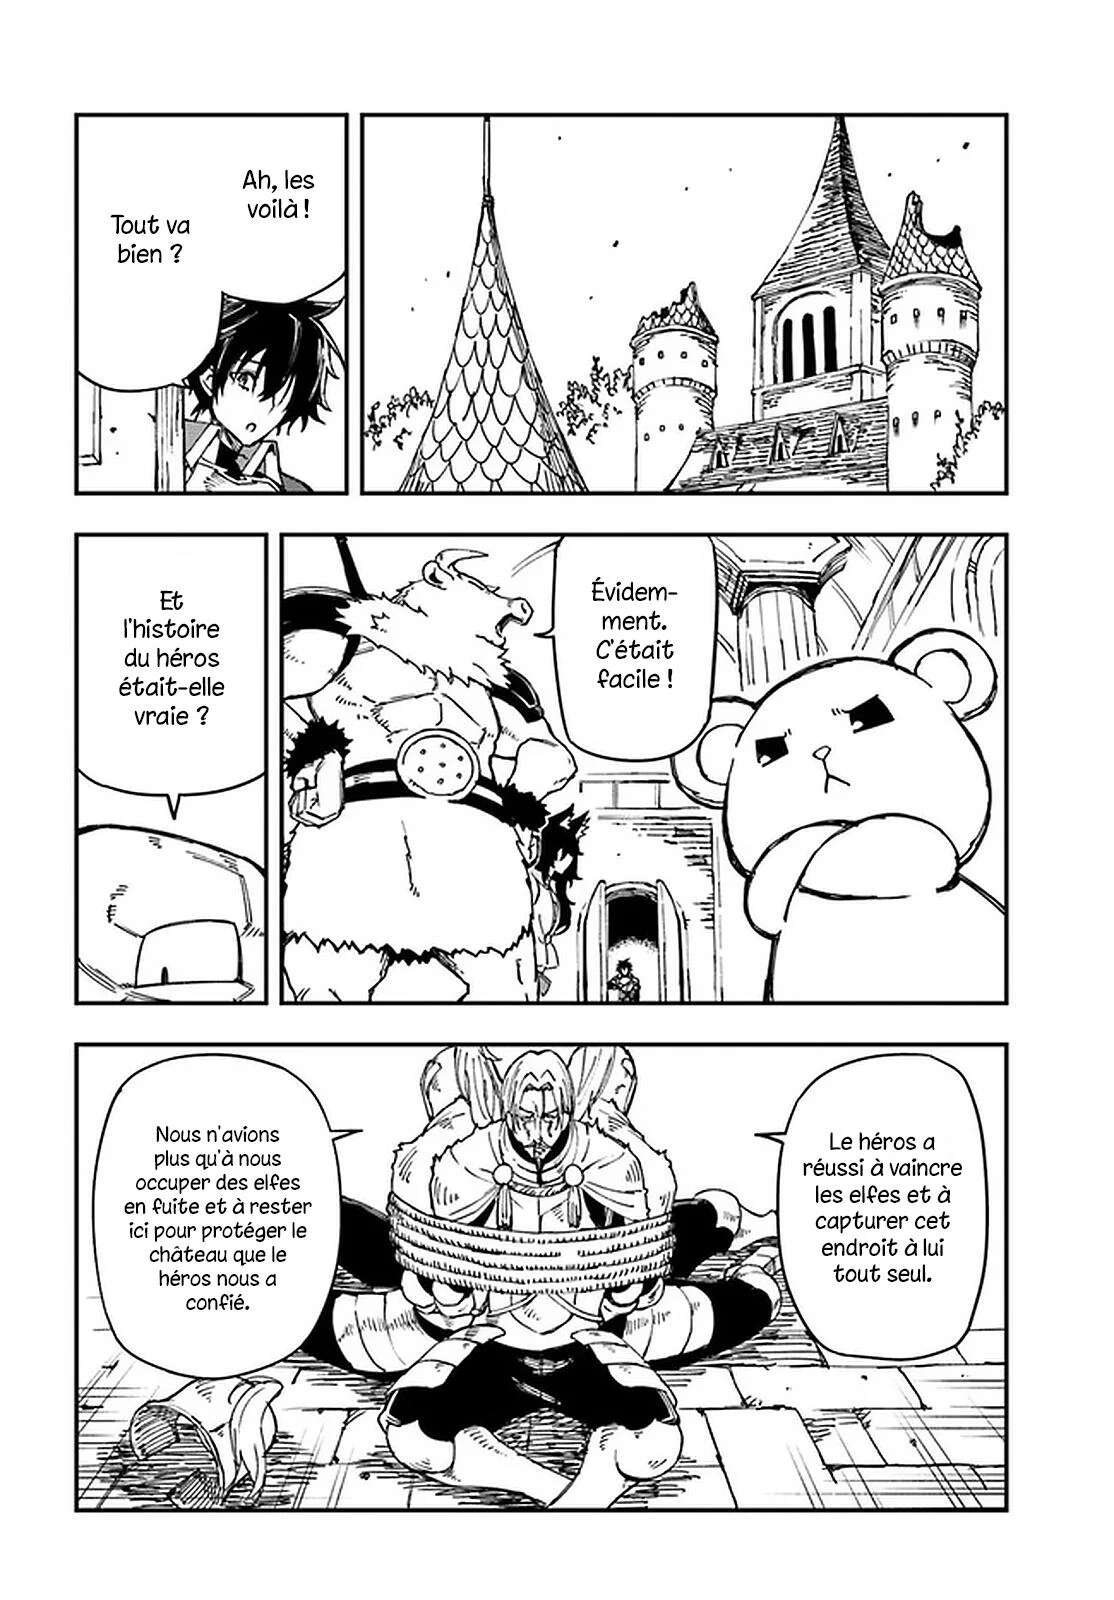 Ah, les
voilà !
Tout va
bien ?
Évidem-
ment.
C'était
facile !
Et
l'histoire
du héros
était-elle
vraie ?
Le héros a
réussi à vaincre
les elfes et à
capturer cet
endroit à lui
tout seul.
Nous n'avions
plus qu'à nous
occuper des elfes
en fuite et à rester
ici pour protéger le
château que le
héros nous a
confié.